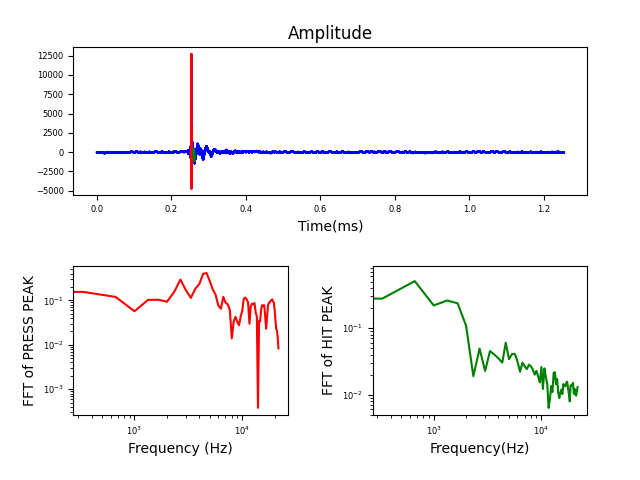 Amplitude
12500
10000
7500
5000
2500
0
−2500
−5000
0.0 0.2 0.4 0.6 0.8 1.0 1.2
Time(ms)
FFT of PRESS PEAK
10⁻¹
10⁻²
10⁻³
10³ 10⁴
Frequency (Hz)
FFT of HIT PEAK
10⁻¹
10⁻²
10³ 10⁴
Frequency(Hz)